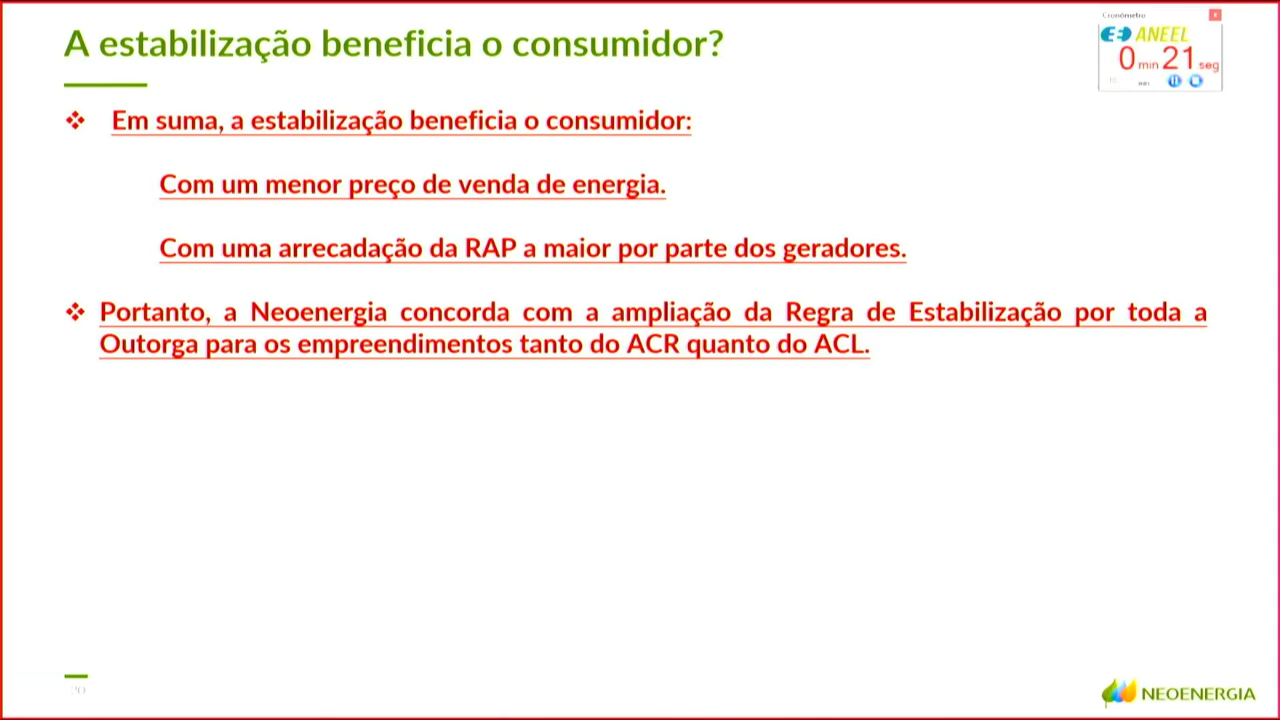 A estabilização beneficia o consumidor?
Cronômetro
ANEEL
0 min 21 seg
Em suma, a estabilização beneficia o consumidor:
Com um menor preço de venda de energia.
Com uma arrecadação da RAP a maior por parte dos geradores.
Portanto, a Neoenergia concorda com a ampliação da Regra de Estabilização por toda a
Outorga para os empreendimentos tanto do ACR quanto do ACL.
20
NEOENERGIA